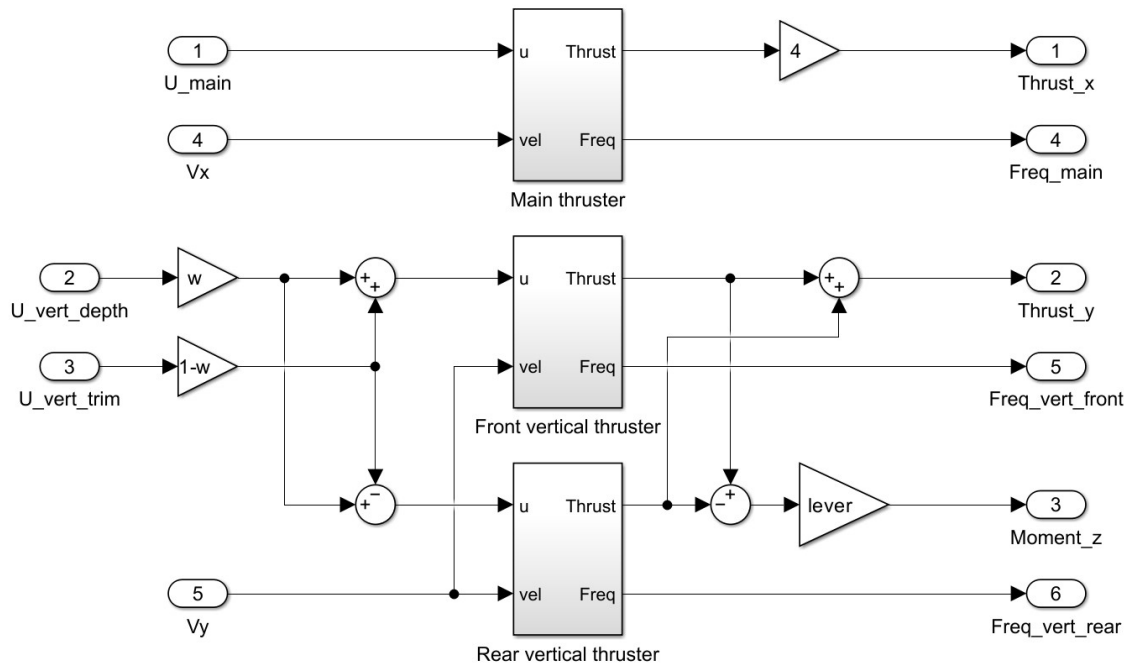 1
U_main
4
Vx
u
Thrust
vel
Freq
Main thruster
4
1
Thrust_x
4
Freq_main
2
U_vert_depth
w
3
U_vert_trim
1-w
+
+
u
Thrust
vel
Freq
Front vertical thruster
+
+
2
Thrust_y
5
Freq_vert_front
−
+
u
Thrust
vel
Freq
Rear vertical thruster
+
−
lever
3
Moment_z
5
Vy
6
Freq_vert_rear